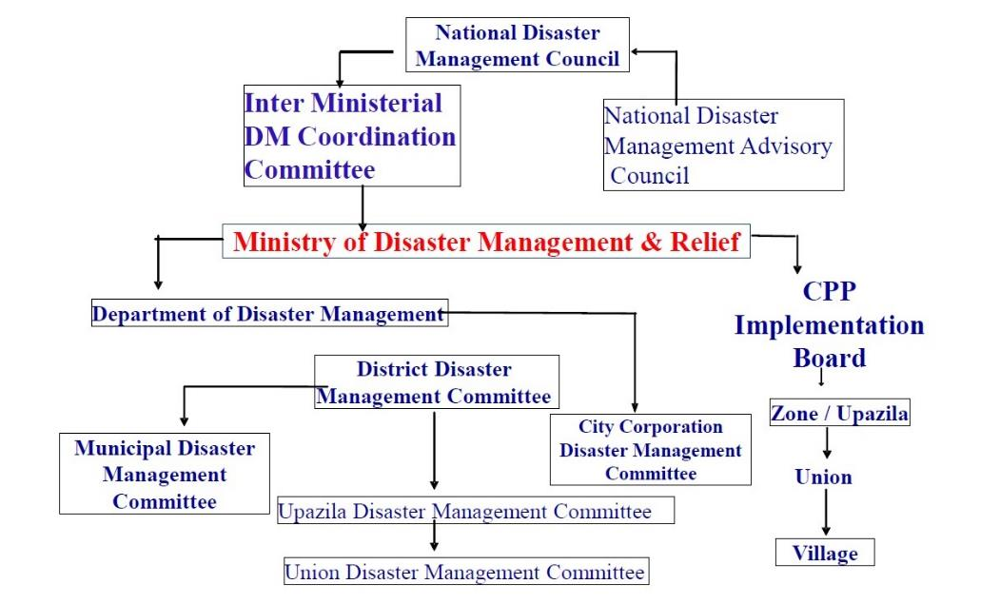 National Disaster
Management Council
Inter Ministerial
DM Coordination
Committee
National Disaster
Management Advisory
Council
Ministry of Disaster Management & Relief
Department of Disaster Management
CPP
Implementation
Board
District Disaster
Management Committee
Zone / Upazila
City Corporation
Disaster Management
Committee
Municipal Disaster
Management
Committee
Union
Upazila Disaster Management Committee
Village
Union Disaster Management Committee